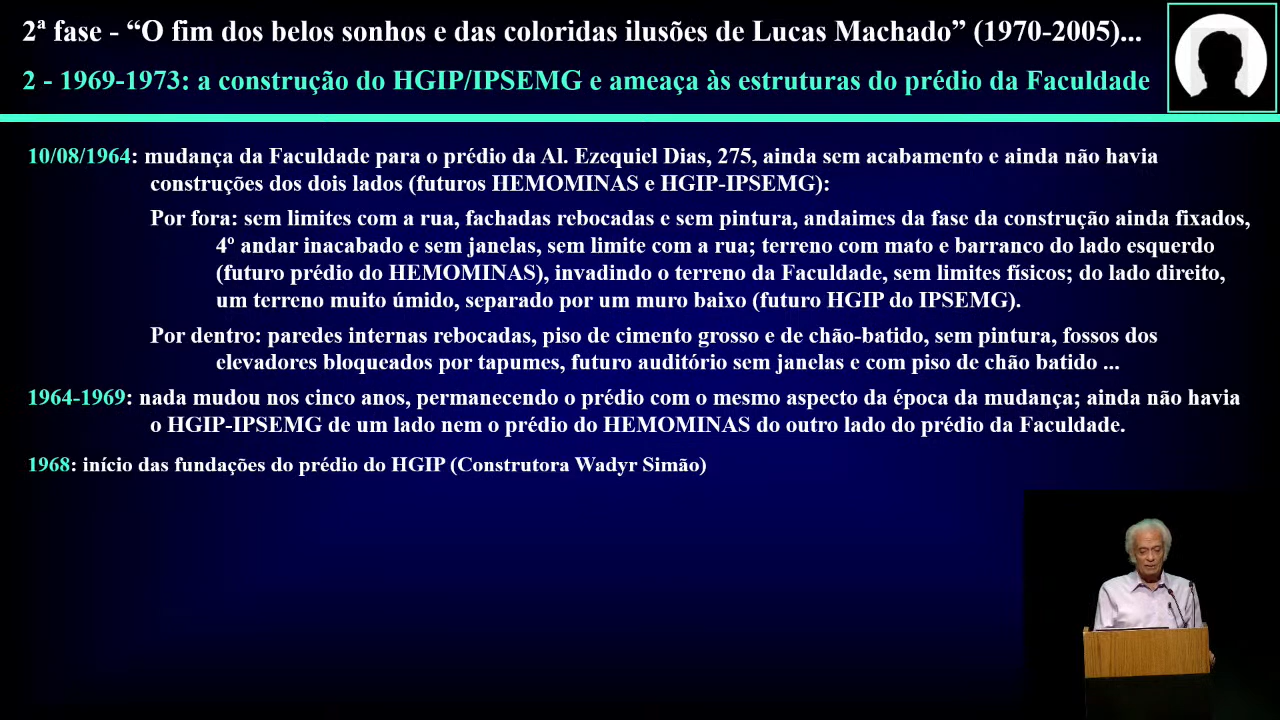 2ª fase - “O fim dos belos sonhos e das coloridas ilusões de Lucas Machado” (1970-2005)...
2 - 1969-1973: a construção do HGIP/IPSEMG e ameaça às estruturas do prédio da Faculdade
10/08/1964: mudança da Faculdade para o prédio da Al. Ezequiel Dias, 275, ainda sem acabamento e ainda não havia
construções dos dois lados (futuros HEMOMINAS e HGIP-IPSEMG):
Por fora: sem limites com a rua, fachadas rebocadas e sem pintura, andaimes da fase da construção ainda fixados,
4º andar inacabado e sem janelas, sem limite com a rua; terreno com mato e barranco do lado esquerdo
(futuro prédio do HEMOMINAS), invadindo o terreno da Faculdade, sem limites físicos; do lado direito,
um terreno muito úmido, separado por um muro baixo (futuro HGIP do IPSEMG).
Por dentro: paredes internas rebocadas, piso de cimento grosso e de chão-batido, sem pintura, fossos dos
elevadores bloqueados por tapumes, futuro auditório sem janelas e com piso de chão batido ...
1964-1969: nada mudou nos cinco anos, permanecendo o prédio com o mesmo aspecto da época da mudança; ainda não havia
o HGIP-IPSEMG de um lado nem o prédio do HEMOMINAS do outro lado do prédio da Faculdade.
1968: início das fundações do prédio do HGIP (Construtora Wadyr Simão)